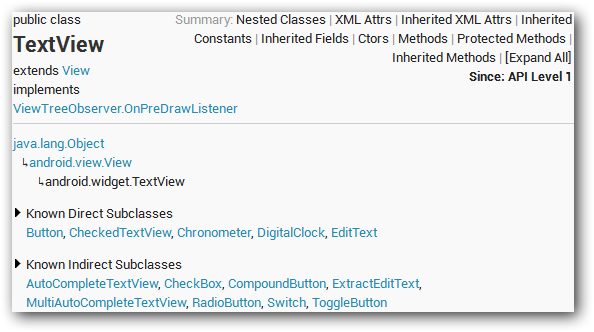 public class
TextView
extends View
implements
ViewTreeObserver.OnPreDrawListener
Summary: Nested Classes | XML Attrs | Inherited XML Attrs | Inherited
Constants | Inherited Fields | Ctors | Methods | Protected Methods |
Inherited Methods | [Expand All]
Since: API Level 1
java.lang.Object
↳android.view.View
↳android.widget.TextView
Known Direct Subclasses
Button, CheckedTextView, Chronometer, DigitalClock, EditText
Known Indirect Subclasses
AutoCompleteTextView, CheckBox, CompoundButton, ExtractEditText,
MultiAutoCompleteTextView, RadioButton, Switch, ToggleButton